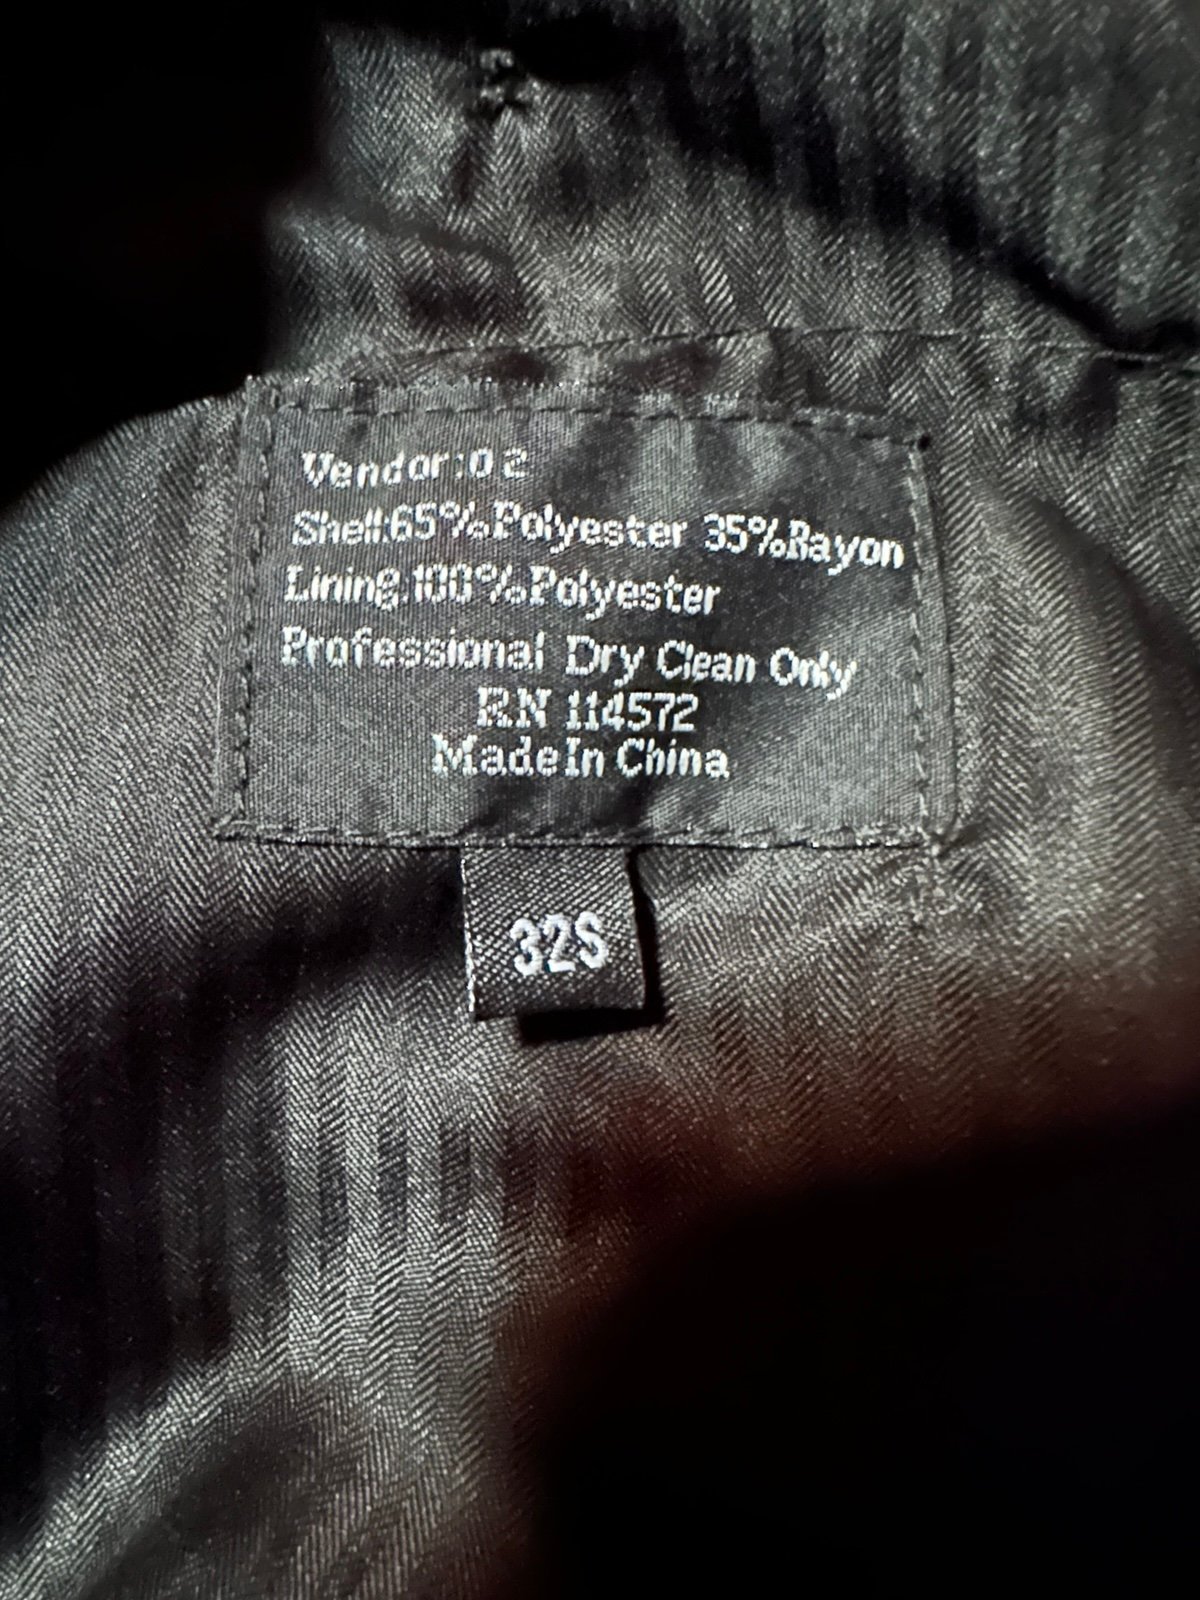 Vendor:02
Shell:65%Polyester 35%Rayon
Lining:100%Polyester
Professional Dry Clean Only
RN 114572
Made In China
32S